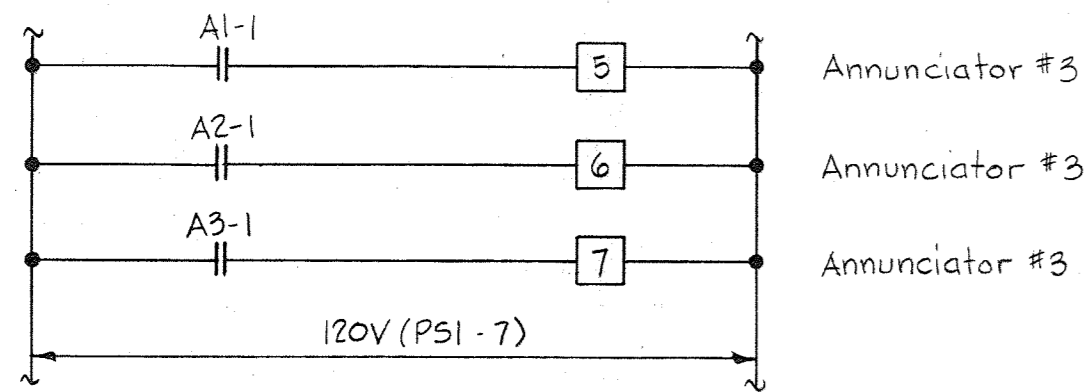 A1-1
5 Annunciator #3
A2-1
6 Annunciator #3
A3-1
7 Annunciator #3
120V (PS1-7)